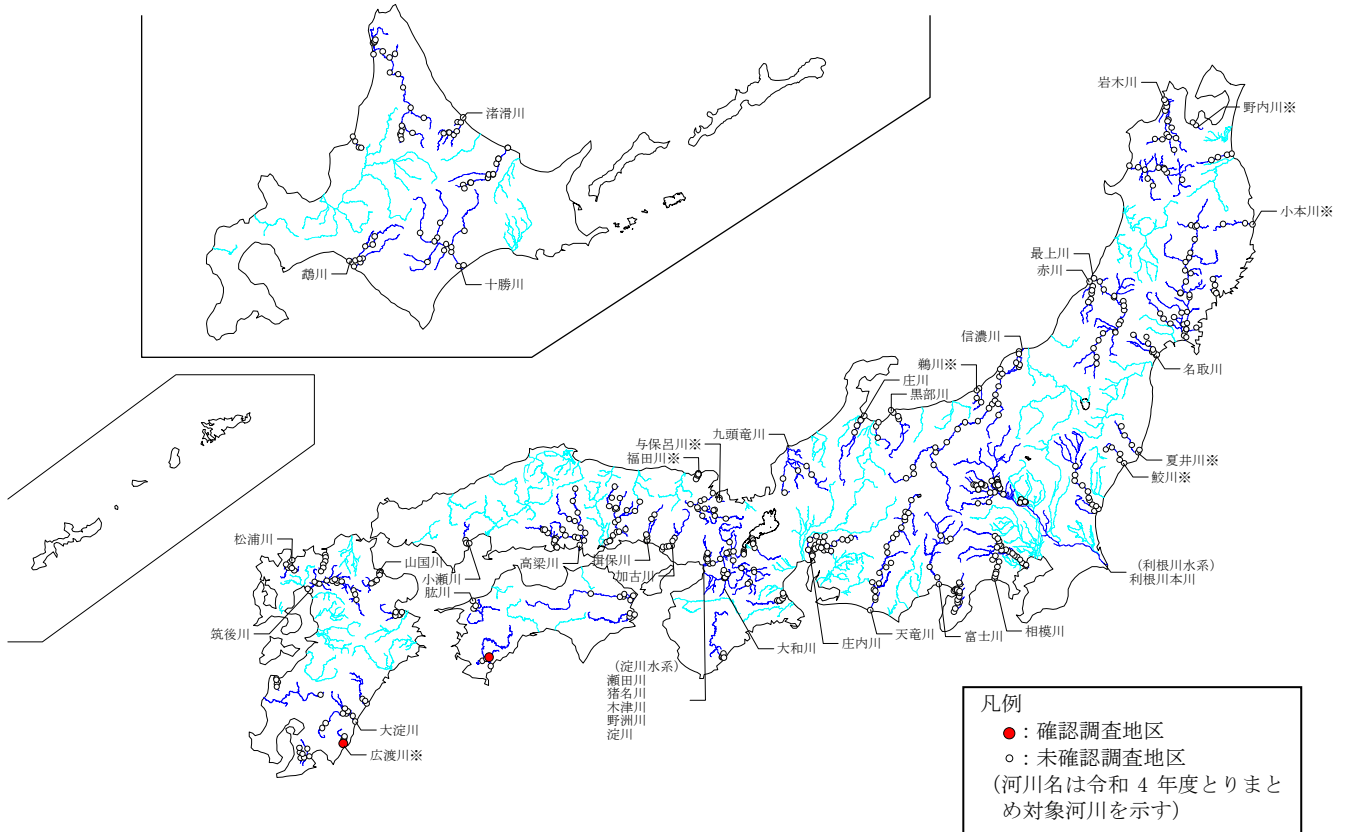 渚滑川
鵡川
十勝川
岩木川
野内川※
小本川※
最上川
赤川
信濃川
鵜川※
庄川
黒部川
名取川
九頭竜川
与保呂川※
福田川※
夏井川※
鮫川※
松浦川
山国川
小瀬川
肱川
高梁川
揖保川
加古川
(利根川水系)
利根川本川
筑後川
大和川
庄内川
天竜川
富士川
相模川
(淀川水系)
瀬田川
猪名川
木津川
野洲川
淀川
大淀川
広渡川※
凡例
:確認調査地区
:未確認調査地区
(河川名は令和 4 年度とりまと
め対象河川を示す)